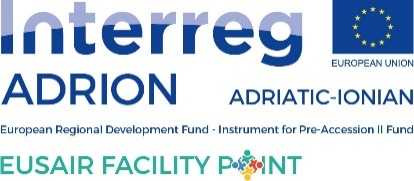 Interreg
EUROPEAN UNION
ADRION ADRIATIC-IONIAN
European Regional Development Fund - Instrument for Pre-Accession II Fund
EUSAIR FACILITY POINT